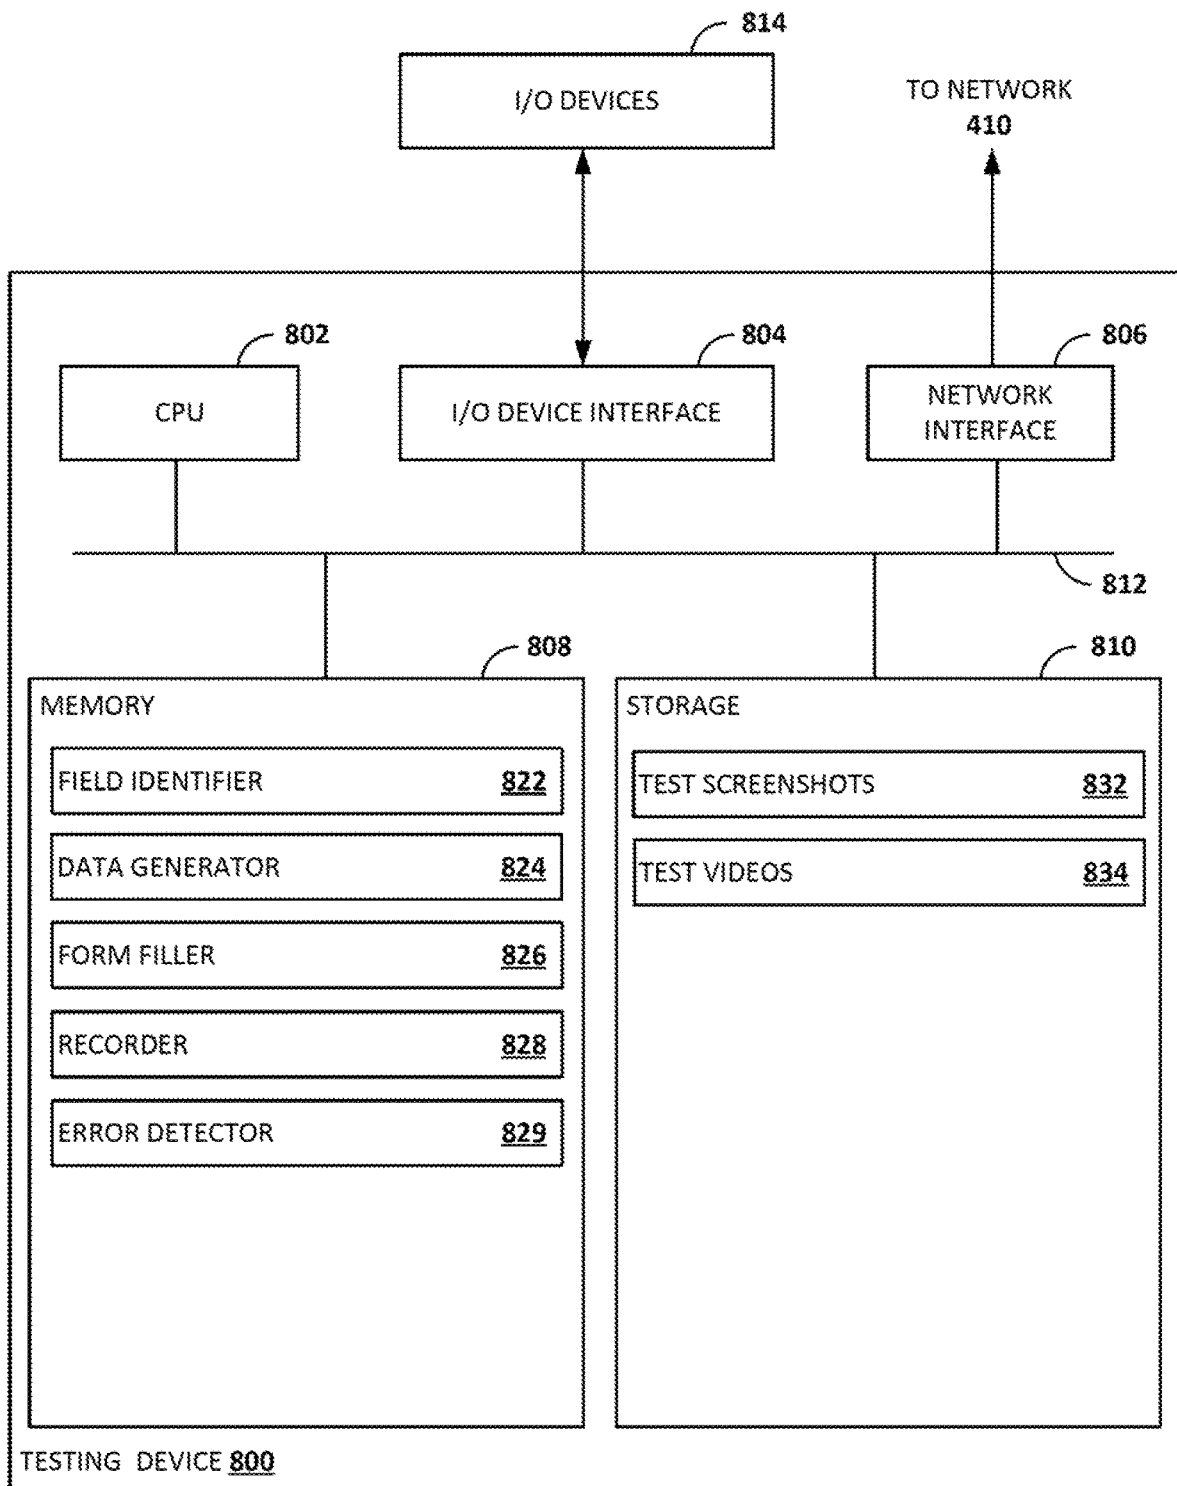 814
I/O DEVICES
TO NETWORK
410
802
804
806
CPU
I/O DEVICE INTERFACE
NETWORK
INTERFACE
812
808
810
MEMORY
FIELD IDENTIFIER 822
DATA GENERATOR 824
FORM FILLER 826
RECORDER 828
ERROR DETECTOR 829
STORAGE
TEST SCREENSHOTS 832
TEST VIDEOS 834
TESTING DEVICE 800